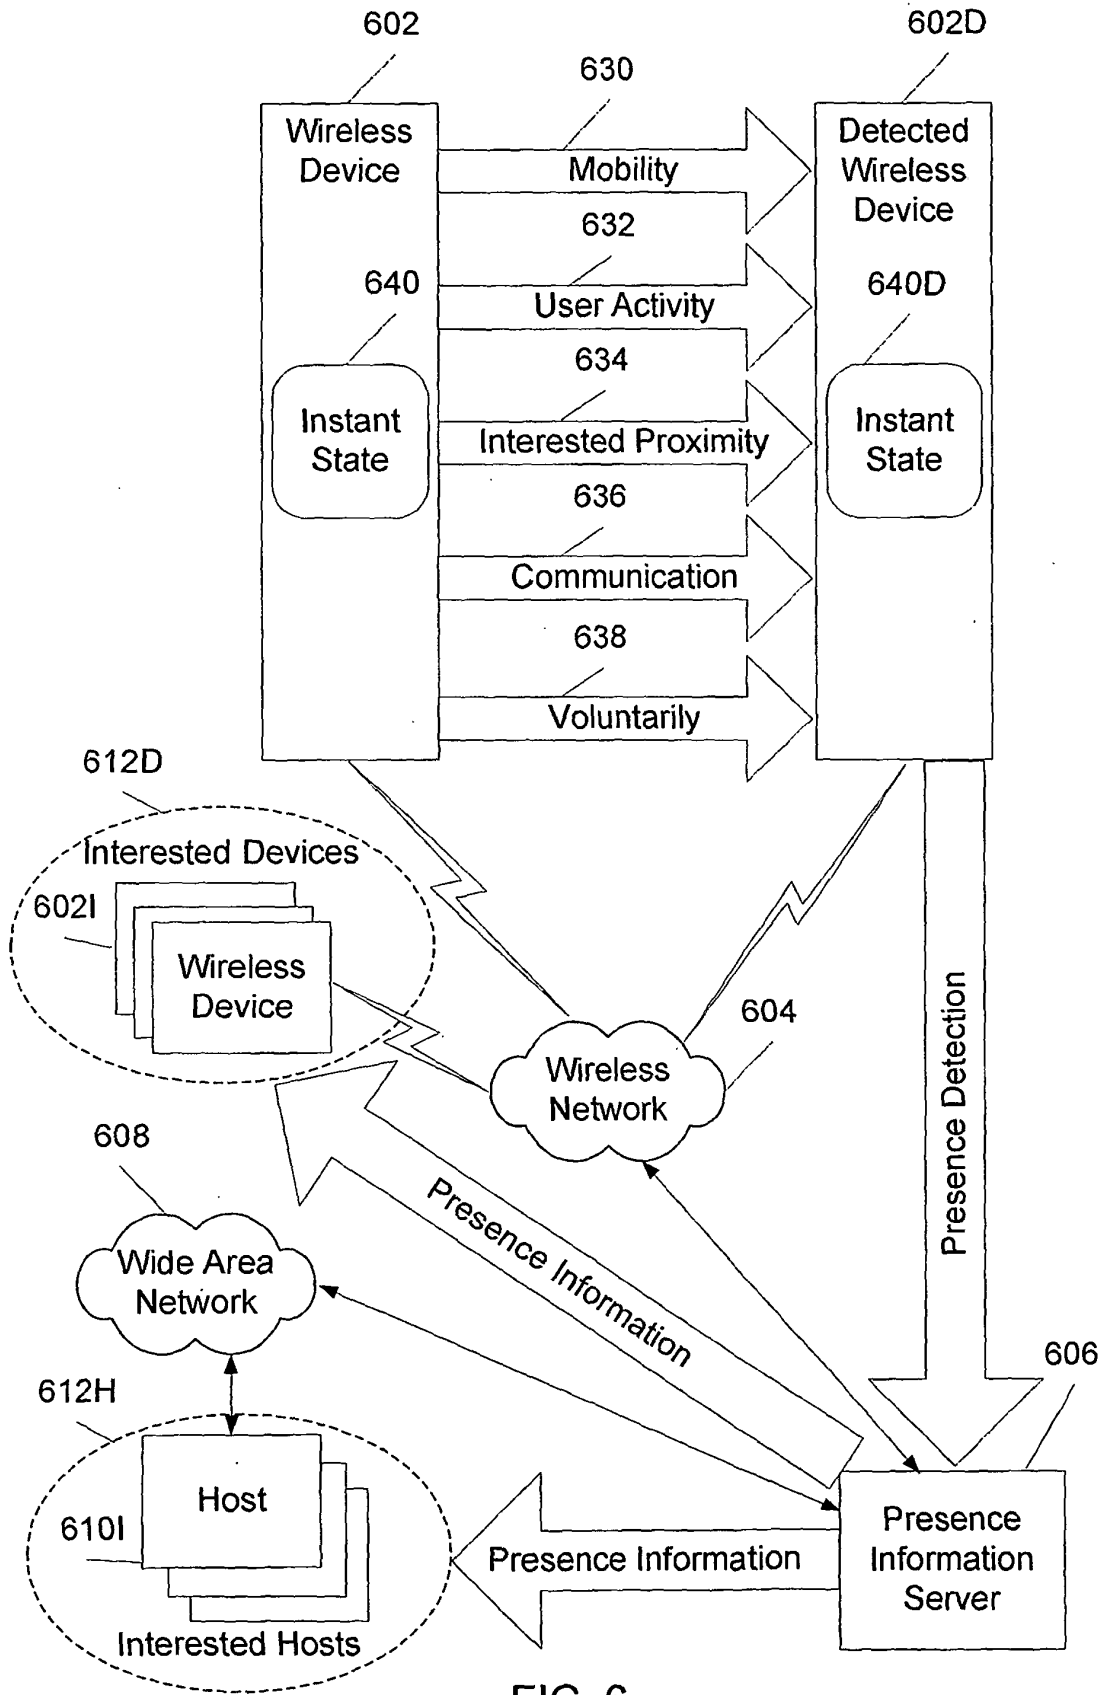 602
602D
630
Wireless
Device
Detected
Wireless
Device
Mobility
632
640
640D
User Activity
634
Instant
State
Instant
State
Interested Proximity
636
Communication
638
Voluntarily
612D
Interested Devices
602I
Wireless
Device
604
Wireless
Network
Presence Detection
608
Presence Information
Wide Area
Network
606
612H
Host
610I
Presence Information
Presence
Information
Server
Interested Hosts
FIG. 6